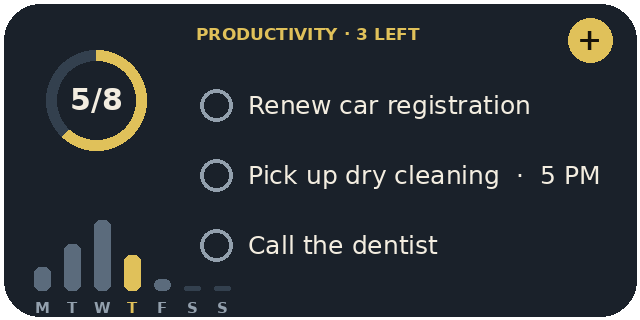 PRODUCTIVITY · 3 LEFT
+
5/8
Renew car registration
Pick up dry cleaning · 5 PM
Call the dentist
M T W T F S S